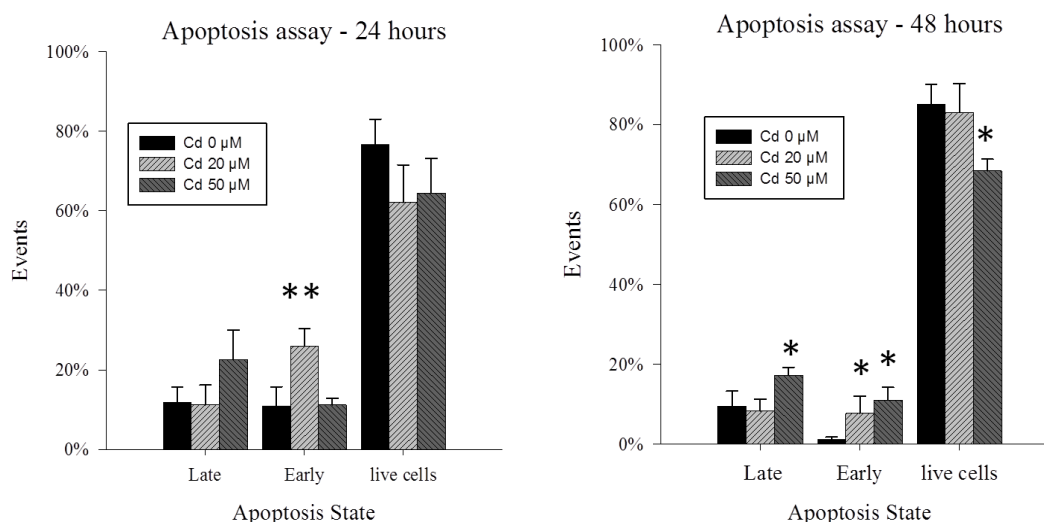 Apoptosis assay - 24 hours
100%
80%
60%
40%
20%
0%
Events
Cd 0 µM
Cd 20 µM
Cd 50 µM
**
Late Early live cells
Apoptosis State
Apoptosis assay - 48 hours
100%
80%
60%
40%
20%
0%
Events
Cd 0 µM
Cd 20 µM
Cd 50 µM
*
*
*
*
Late Early live cells
Apoptosis State